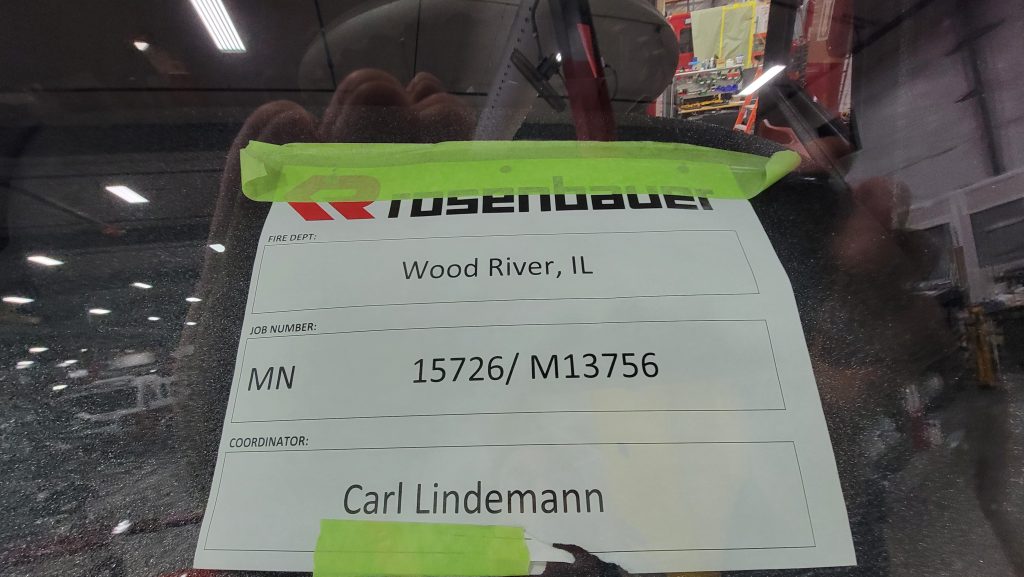 rosenbauer
FIRE DEPT:
Wood River, IL
JOB NUMBER:
MN 15726/ M13756
COORDINATOR:
Carl Lindemann